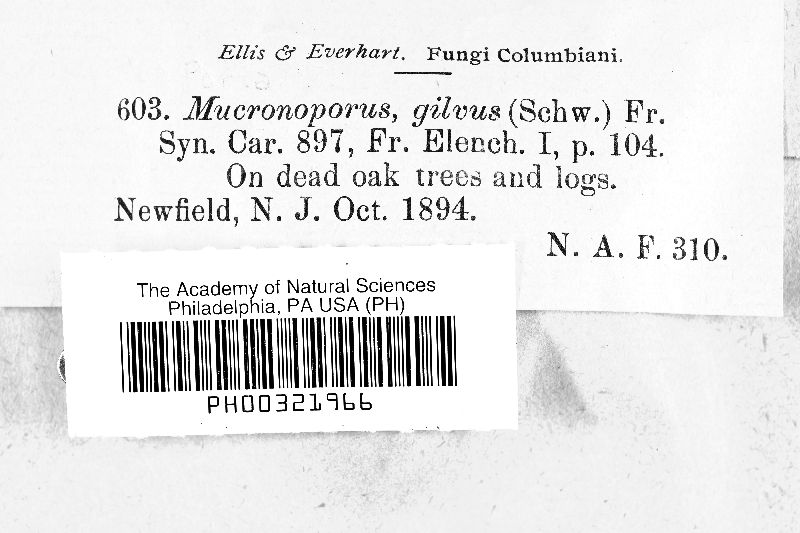 Ellis & Everhart. Fungi Columbiani.
603. Mucronoporus, gilvus (Schw.) Fr.
Syn. Car. 897, Fr. Elench. I, p. 104.
On dead oak trees and logs.
Newfield, N. J. Oct. 1894.
N. A. F. 310.
The Academy of Natural Sciences
Philadelphia, PA USA (PH)
PH00321966